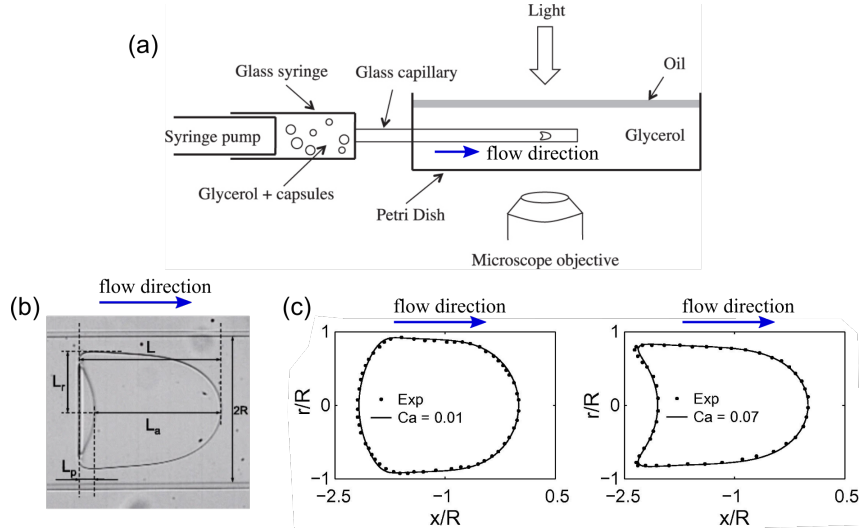 (a)
Light
Glass syringe
Glass capillary
Oil
Syringe pump
Glycerol
flow direction
Glycerol + capsules
Petri Dish
Microscope objective
(b)
flow direction
L
Lr
2R
La
Lp
(c)
flow direction
r/R
1
0
−1
Exp
Ca = 0.01
−2.5
−1
0.5
x/R
flow direction
r/R
1
0
−1
Exp
Ca = 0.07
−2.5
−1
0.5
x/R